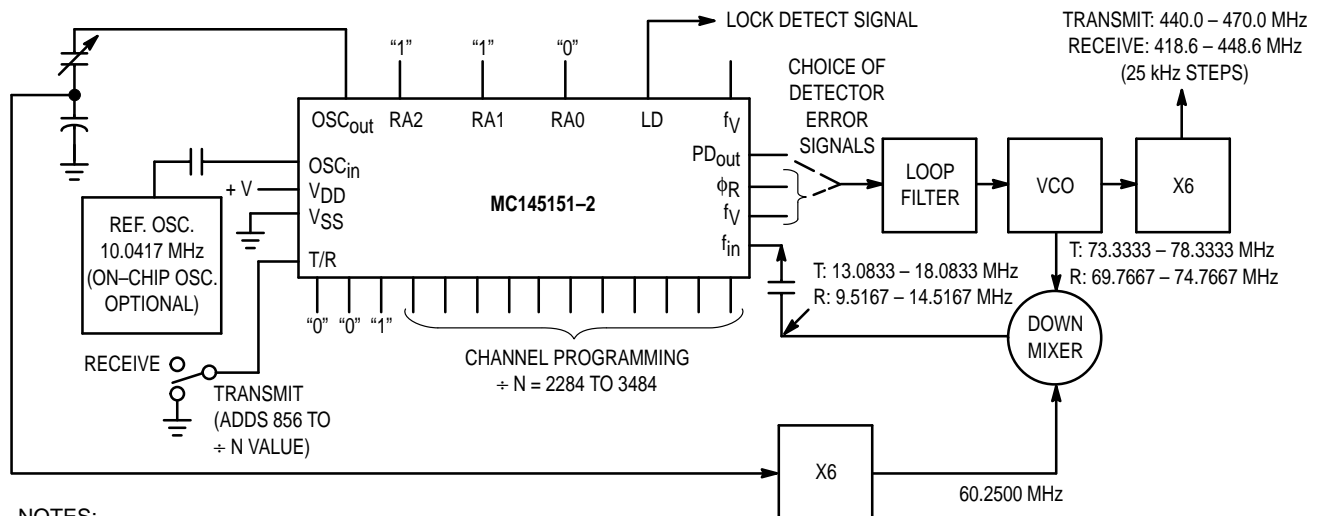 LOCK DETECT SIGNAL
TRANSMIT: 440.0 – 470.0 MHz
RECEIVE: 418.6 – 448.6 MHz
(25 kHz STEPS)
“1”
“1”
“0”
CHOICE OF
DETECTOR
ERROR
SIGNALS
OSCout
RA2
RA1
RA0
LD
fV
OSCin
+ V
VDD
VSS
T/R
MC145151–2
PDout
ϕR
fV
fin
LOOP
FILTER
VCO
X6
REF. OSC.
10.0417 MHz
(ON–CHIP OSC.
OPTIONAL)
T: 13.0833 – 18.0833 MHz
R: 9.5167 – 14.5167 MHz
T: 73.3333 – 78.3333 MHz
R: 69.7667 – 74.7667 MHz
“0”
“0”
“1”
CHANNEL PROGRAMMING
÷ N = 2284 TO 3484
DOWN
MIXER
RECEIVE
TRANSMIT
(ADDS 856 TO
÷ N VALUE)
X6
60.2500 MHz
NOTES: